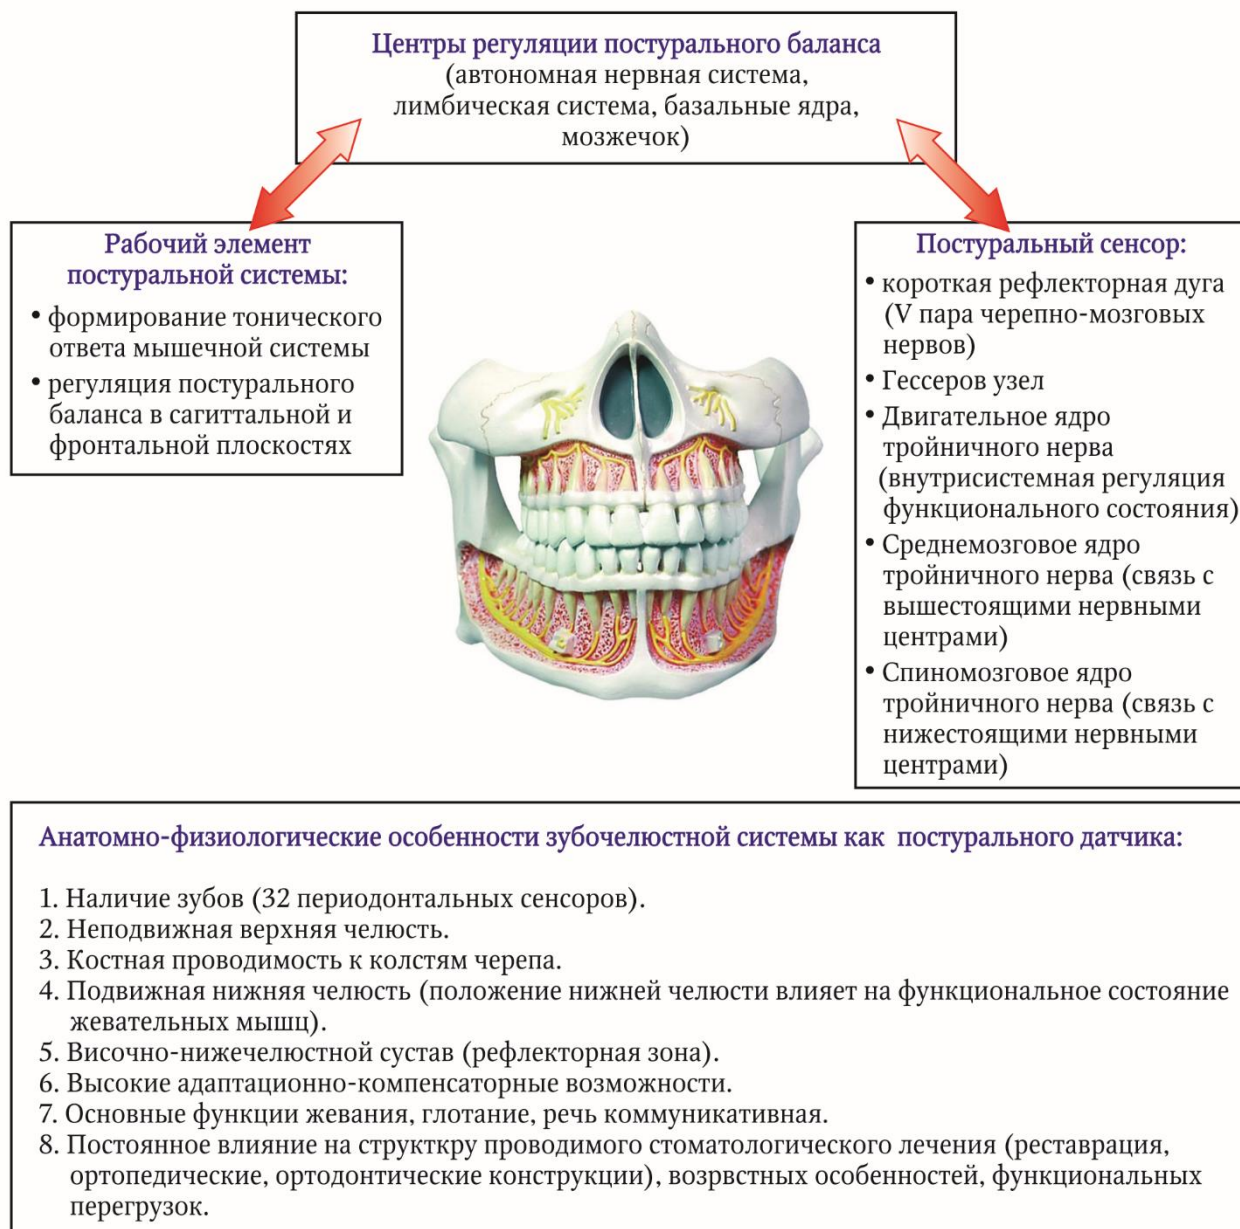 Центры регуляции постурального баланса
(автономная нервная система,
лимбическая система, базальные ядра,
мозжечок)
Рабочий элемент
постуральной системы:
• формирование тонического
ответа мышечной системы
• регуляция постурального
баланса в сагиттальной и
фронтальной плоскостях
Постуральный сенсор:
• короткая рефлекторная дуга
(V пара черепно-мозговых
нервов)
• Гессеров узел
• Двигательное ядро
тройничного нерва
(внутрисистемная регуляция
функционального состояния)
• Среднемозговое ядро
тройничного нерва (связь с
вышестоящими нервными
центрами)
• Спиномозговое ядро
тройничного нерва (связь с
нижестоящими нервными
центрами)
Анатомно-физиологические особенности зубочелюстной системы как постурального датчика:
1. Наличие зубов (32 периодонтальных сенсоров).
2. Неподвижная верхняя челюсть.
3. Костная проводимость к колстям черепа.
4. Подвижная нижняя челюсть (положение нижней челюсти влияет на функциональное состояние
жевательных мышц).
5. Височно-нижечелюстной сустав (рефлекторная зона).
6. Высокие адаптационно-компенсаторные возможности.
7. Основные функции жевания, глотание, речь коммуникативная.
8. Постоянное влияние на структкру проводимого стоматологического лечения (реставрация,
ортопедические, ортодонтические конструкции), возрвстных особенностей, функциональных
перегрузок.